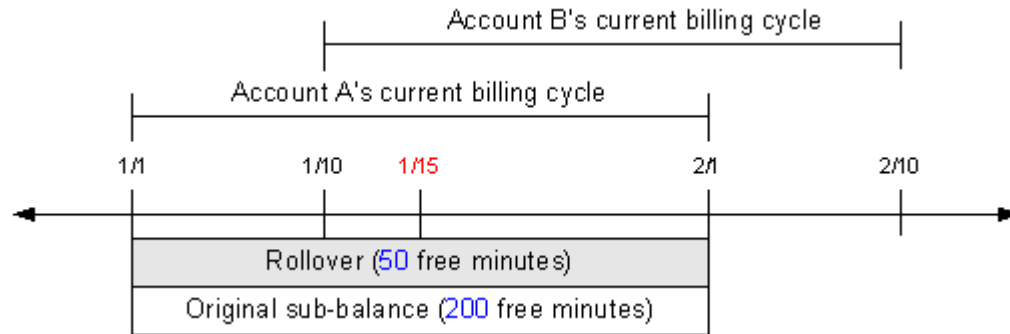 Account B's current billing cycle
Account A's current billing cycle
1/1 1/10 1/15 2/1 2/10
Rollover (50 free minutes)
Original sub-balance (200 free minutes)